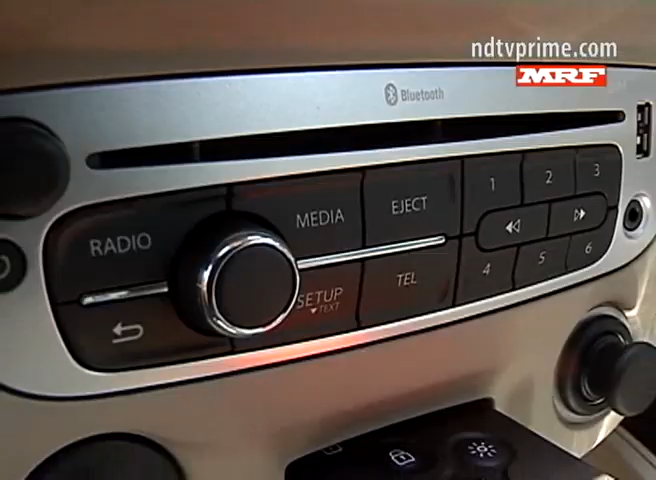 ndtvprime.com
MRF
Bluetooth
RADIO
MEDIA
EJECT
1
2
3
SETUP
TEXT
TEL
4
5
6